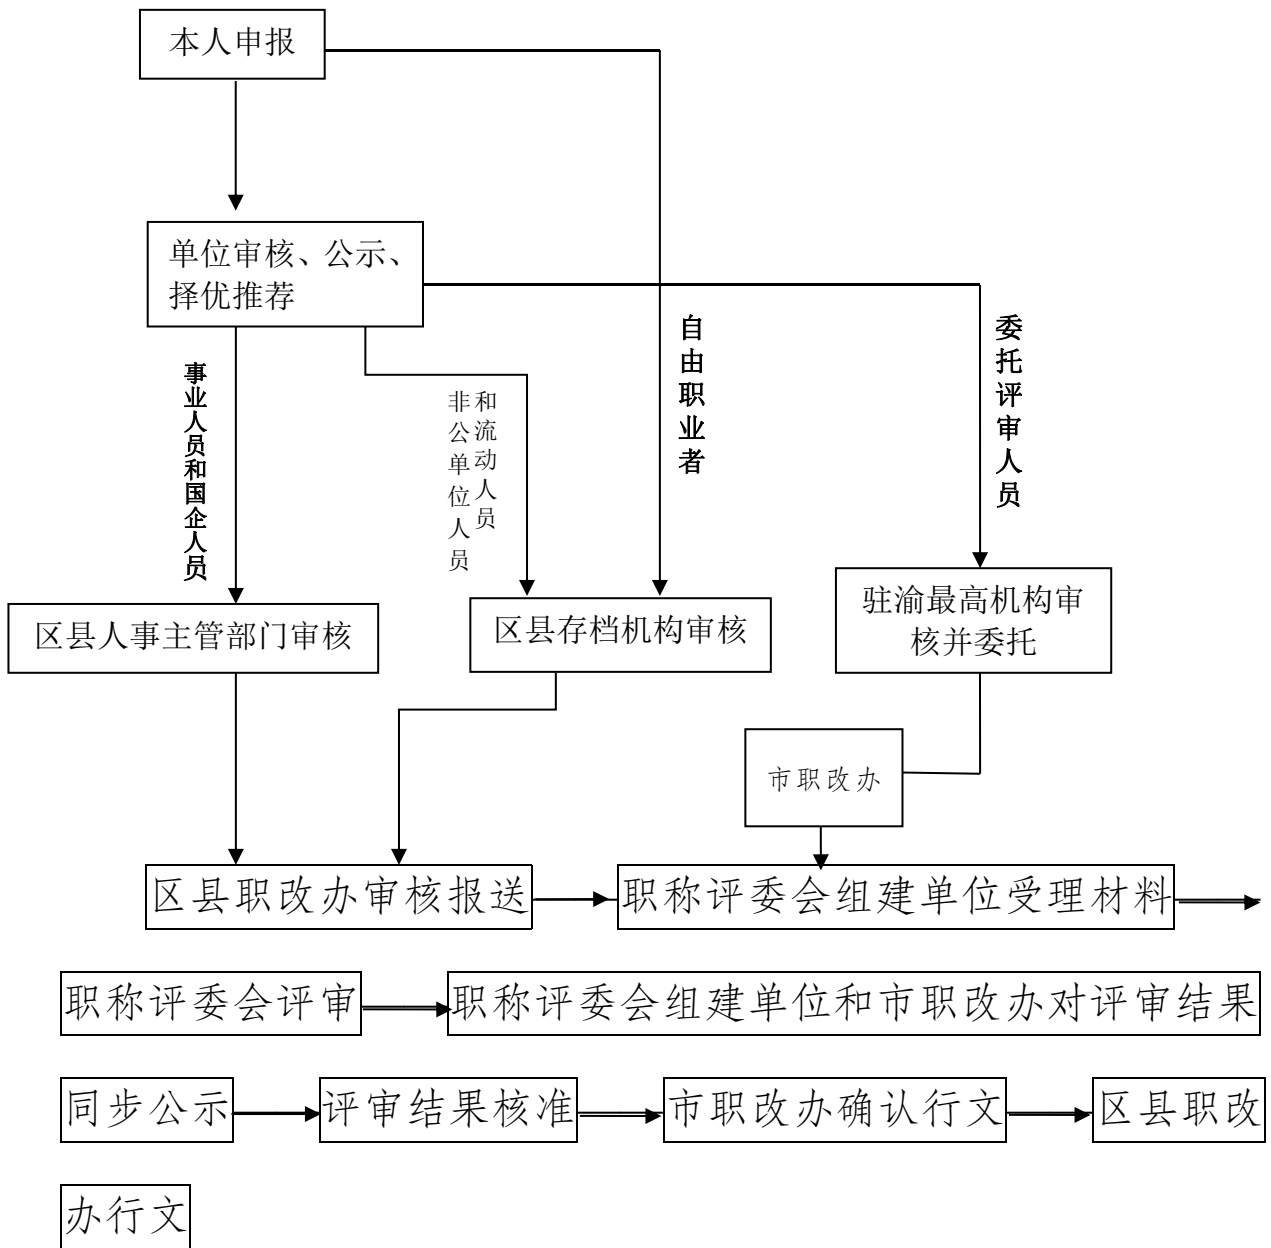 本人申报
单位审核、公示、
择优推荐
事业人员和国企人员
非公单位人员
和流动人员
自由职业者
委托评审人员
区县人事主管部门审核
区县存档机构审核
驻渝最高机构审
核并委托
市职改办
区县职改办审核报送
职称评委会组建单位受理材料
职称评委会评审
职称评委会组建单位和市职改办对评审结果
同步公示
评审结果核准
市职改办确认行文
区县职改
办行文